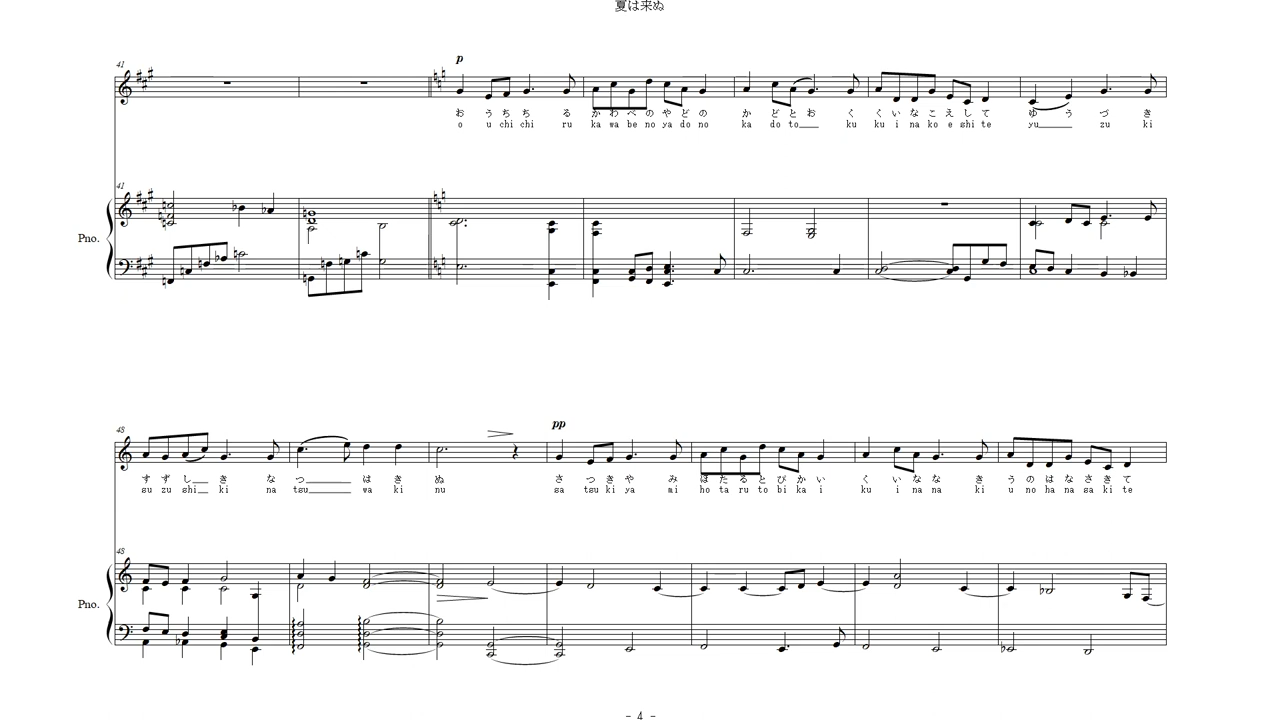 夏は来ぬ
41
p
おうちちる かわべのやどの かどとおく くいなこえして ゆうづき
o u chi chi ru ka wa be no ya do no ka do to__ ku ku i na ko e shi te yu__ zu ki
41
Pno.
48
pp
すずしきな つはき ぬ さつきやみ ほたるとびかい くいなな き うのはなさきて
su zu shi__ ki na tsu__ wa ki nu sa tsu ki ya mi ho ta ru to bi ka i ku i na na ki u no ha na sa ki te
48
Pno.
- 4 -